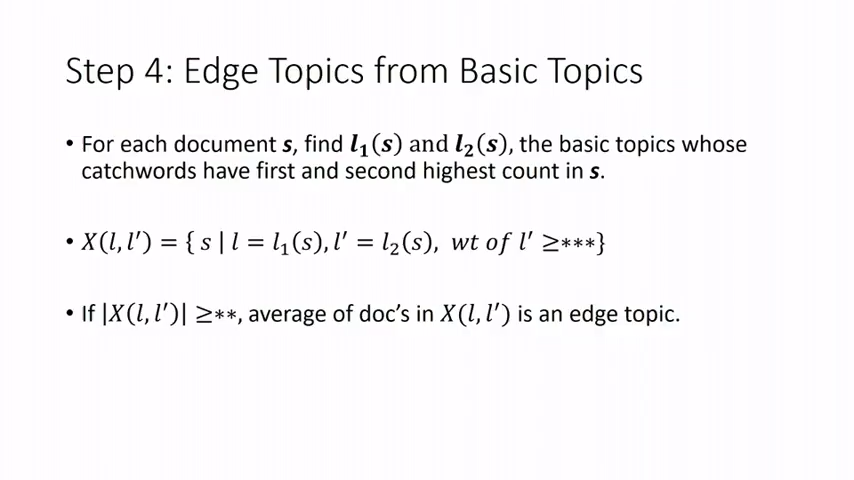 Step 4: Edge Topics from Basic Topics
• For each document s, find l₁(s) and l₂(s), the basic topics whose
catchwords have first and second highest count in s.
• X(l, l′) = { s | l = l₁(s), l′ = l₂(s), wt of l′ ≥∗∗∗}
• If |X(l, l′)| ≥∗∗, average of doc’s in X(l, l′) is an edge topic.